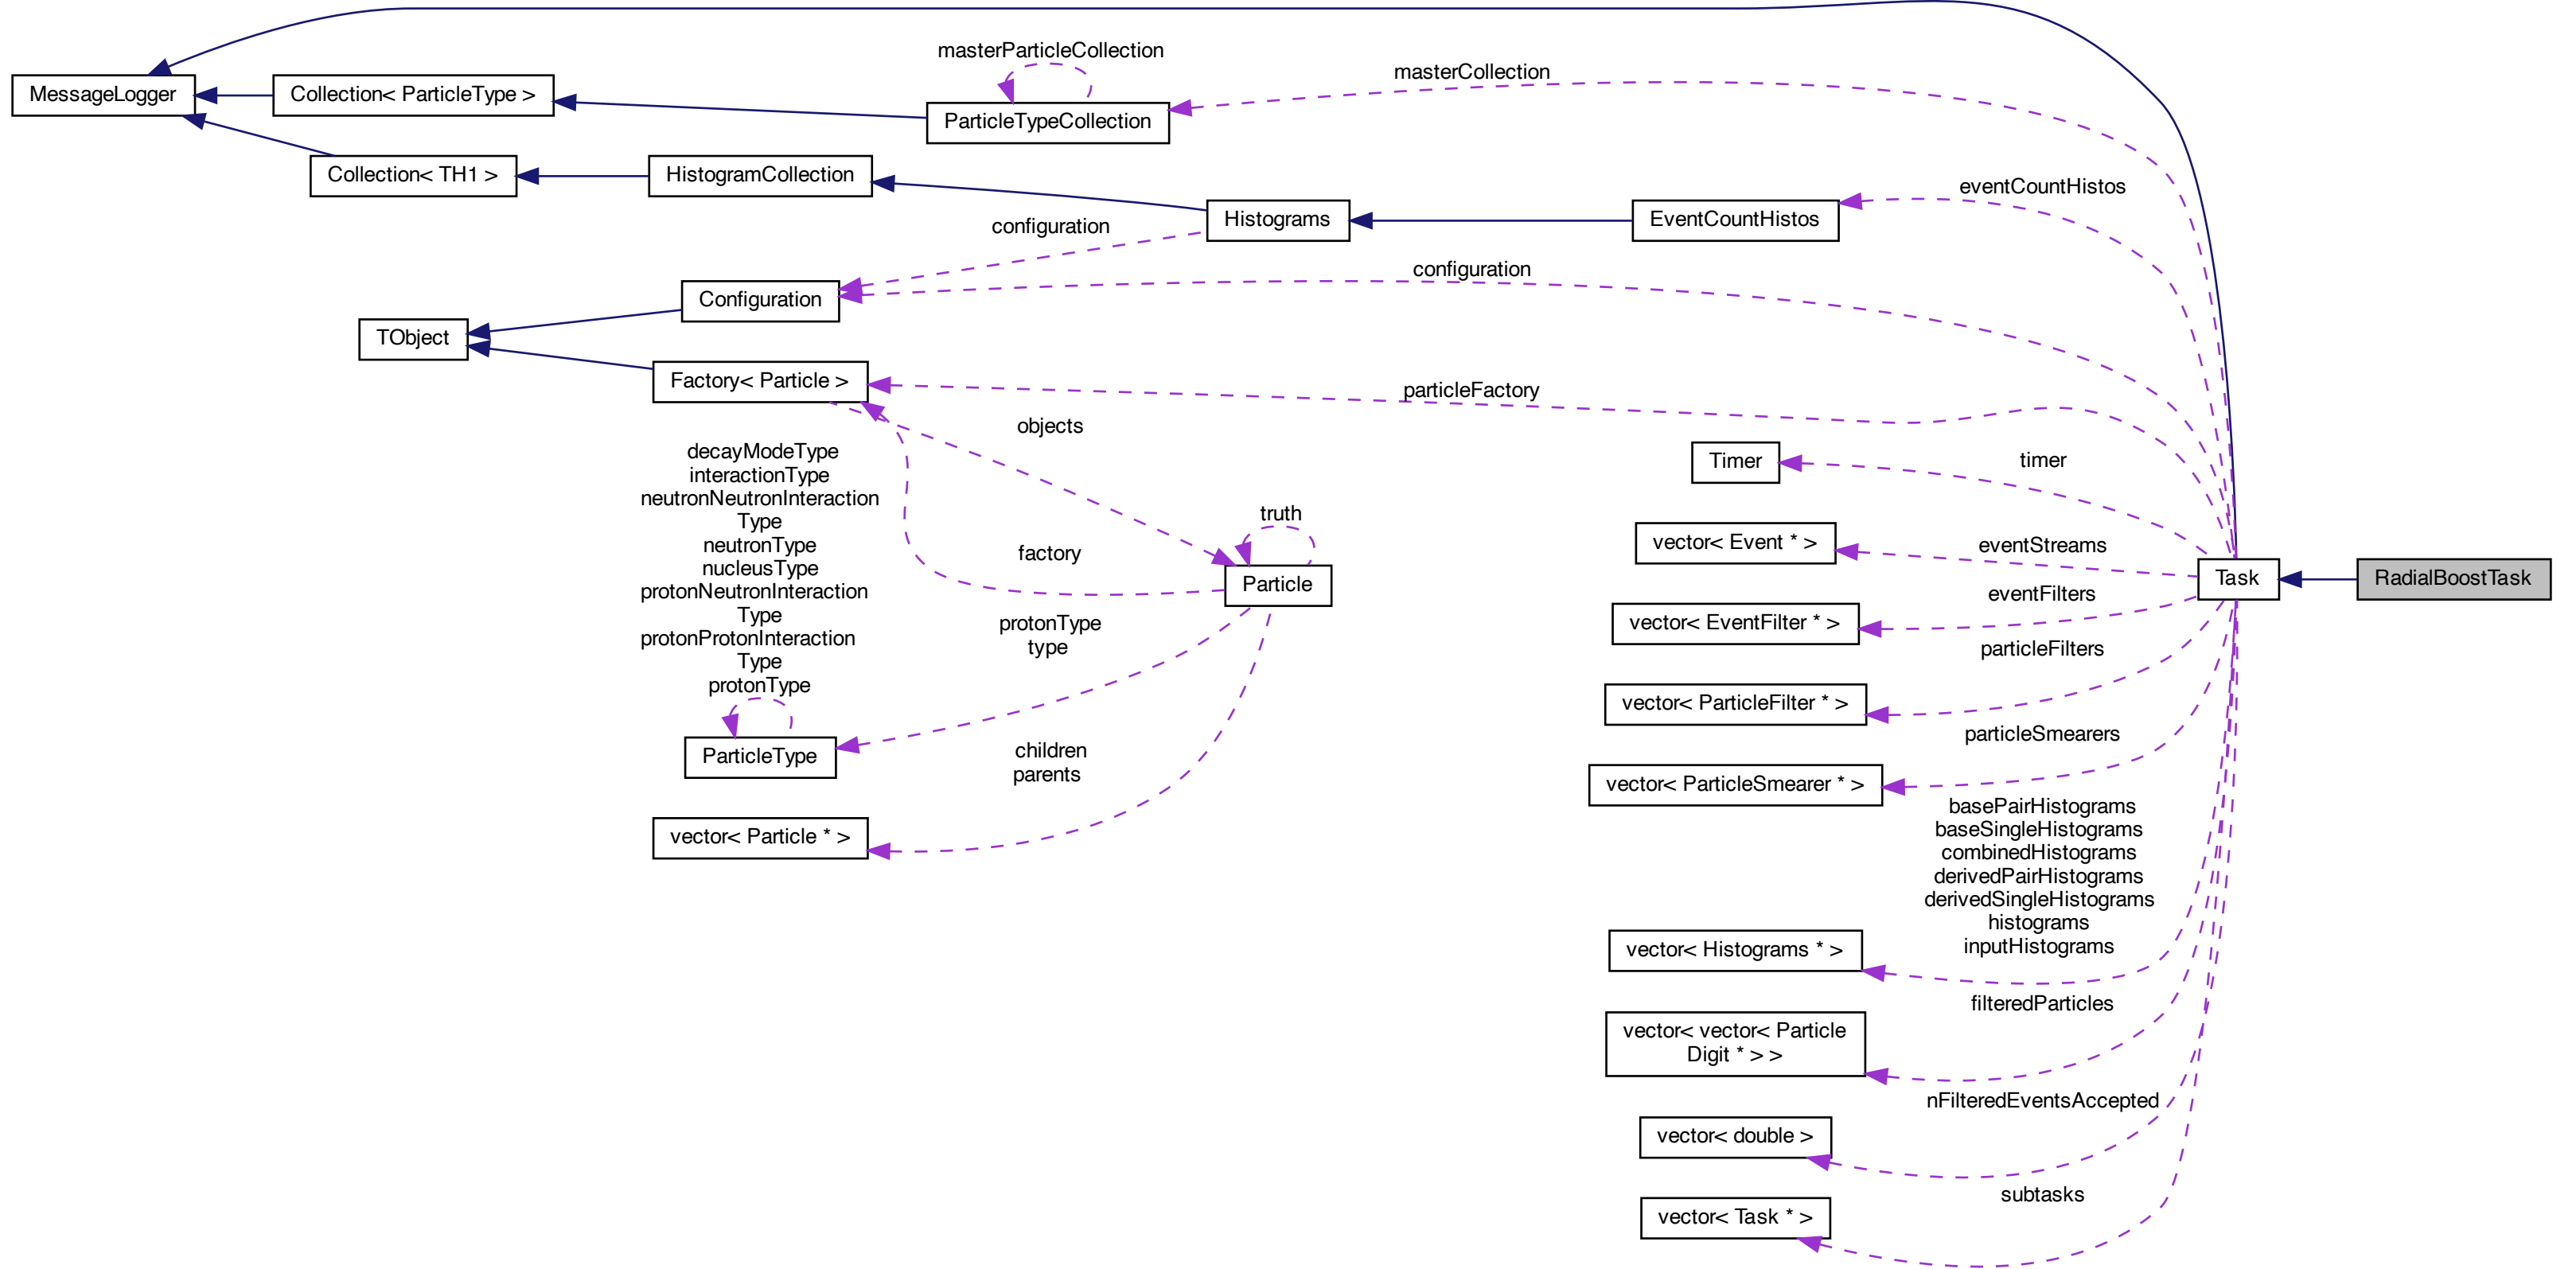 masterParticleCollection
masterCollection
MessageLogger
Collection< ParticleType >
ParticleTypeCollection
Collection< TH1 >
HistogramCollection
eventCountHistos
configuration
Histograms
EventCountHistos
configuration
Configuration
TObject
Factory< Particle >
particleFactory
objects
decayModeType
interactionType
neutronNeutronInteraction
Type
neutronType
nucleusType
protonNeutronInteraction
Type
protonProtonInteraction
Type
protonType
Timer
timer
truth
vector< Event * >
eventStreams
factory
Particle
Task
RadialBoostTask
eventFilters
vector< EventFilter * >
protonType
type
particleFilters
vector< ParticleFilter * >
particleSmearers
ParticleType
children
parents
vector< ParticleSmearer * >
vector< Particle * >
basePairHistograms
baseSingleHistograms
combinedHistograms
derivedPairHistograms
derivedSingleHistograms
histograms
inputHistograms
vector< Histograms * >
filteredParticles
vector< vector< Particle
Digit * > >
nFilteredEventsAccepted
vector< double >
subtasks
vector< Task * >